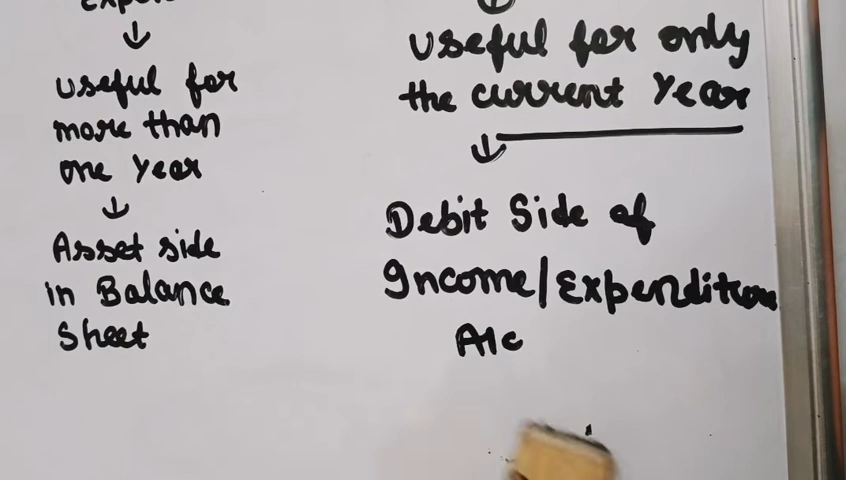 ↓
useful for
more than
one year
↓
Asset side
in Balance
Sheet
useful for only
the current Year
↓
Debit Side of
Income/Expenditure
A/c